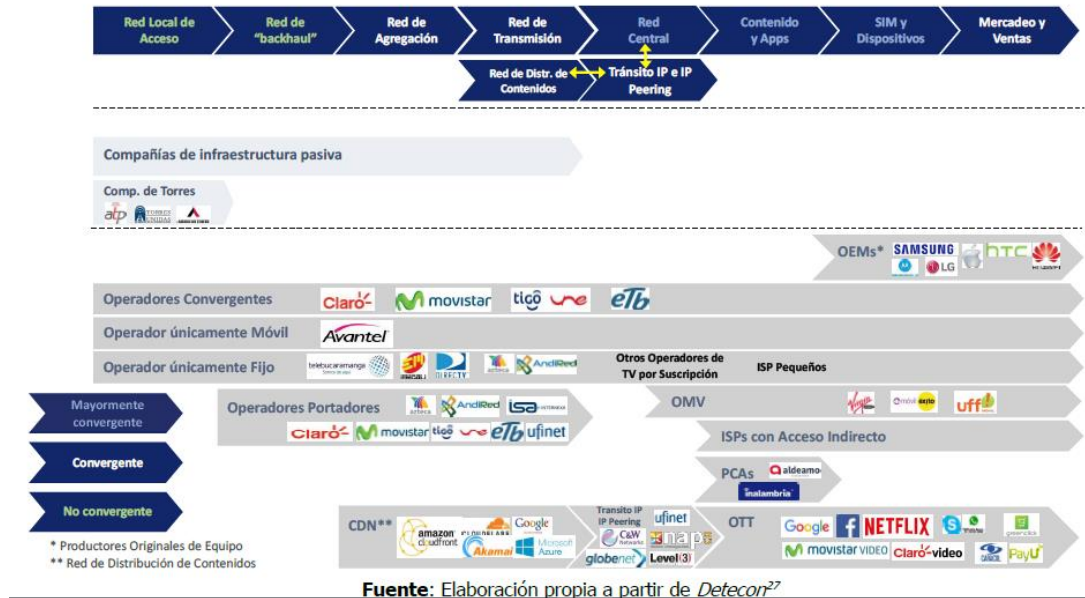 Red Local de
Acceso
Red de
“backhaul”
Red de
Agregación
Red de
Transmisión
Red
Central
Contenido
y Apps
SIM y
Dispositivos
Mercadeo y
Ventas
Red de Distr. de
Contenidos
Tránsito IP e IP
Peering
Compañías de infraestructura pasiva
Comp. de Torres
atp
TORRES
UNIDAS
OEMs*
SAMSUNG
hTC
LG
HUAWEI
Operadores Convergentes
Claro
movistar
tigo
une
eTb
Operador únicamente Móvil
Avantel
Operador únicamente Fijo
telebucaramanga
DIRECTV
azteca
AndiRed
Otros Operadores de
TV por Suscripción
ISP Pequeños
Mayormente
convergente
Convergente
No convergente
Operadores Portadores
azteca
AndiRed
isa
Claro
movistar
tigo
une
eTb
ufinet
OMV
Virgin
móvil éxito
uff!
ISPs con Acceso Indirecto
PCAs
aldeamo
inalambria
CDN**
amazon
cloudfront
CLOUDFLARE
Google
Akamai
Microsoft
Azure
Transito IP
IP Peering
ufinet
C&W
Networks
globenet
Level(3)
OTT
Google
f
NETFLIX
S
movistar VIDEO
Claro-video
PayU
* Productores Originales de Equipo
** Red de Distribución de Contenidos
Fuente: Elaboración propia a partir de Detecon27